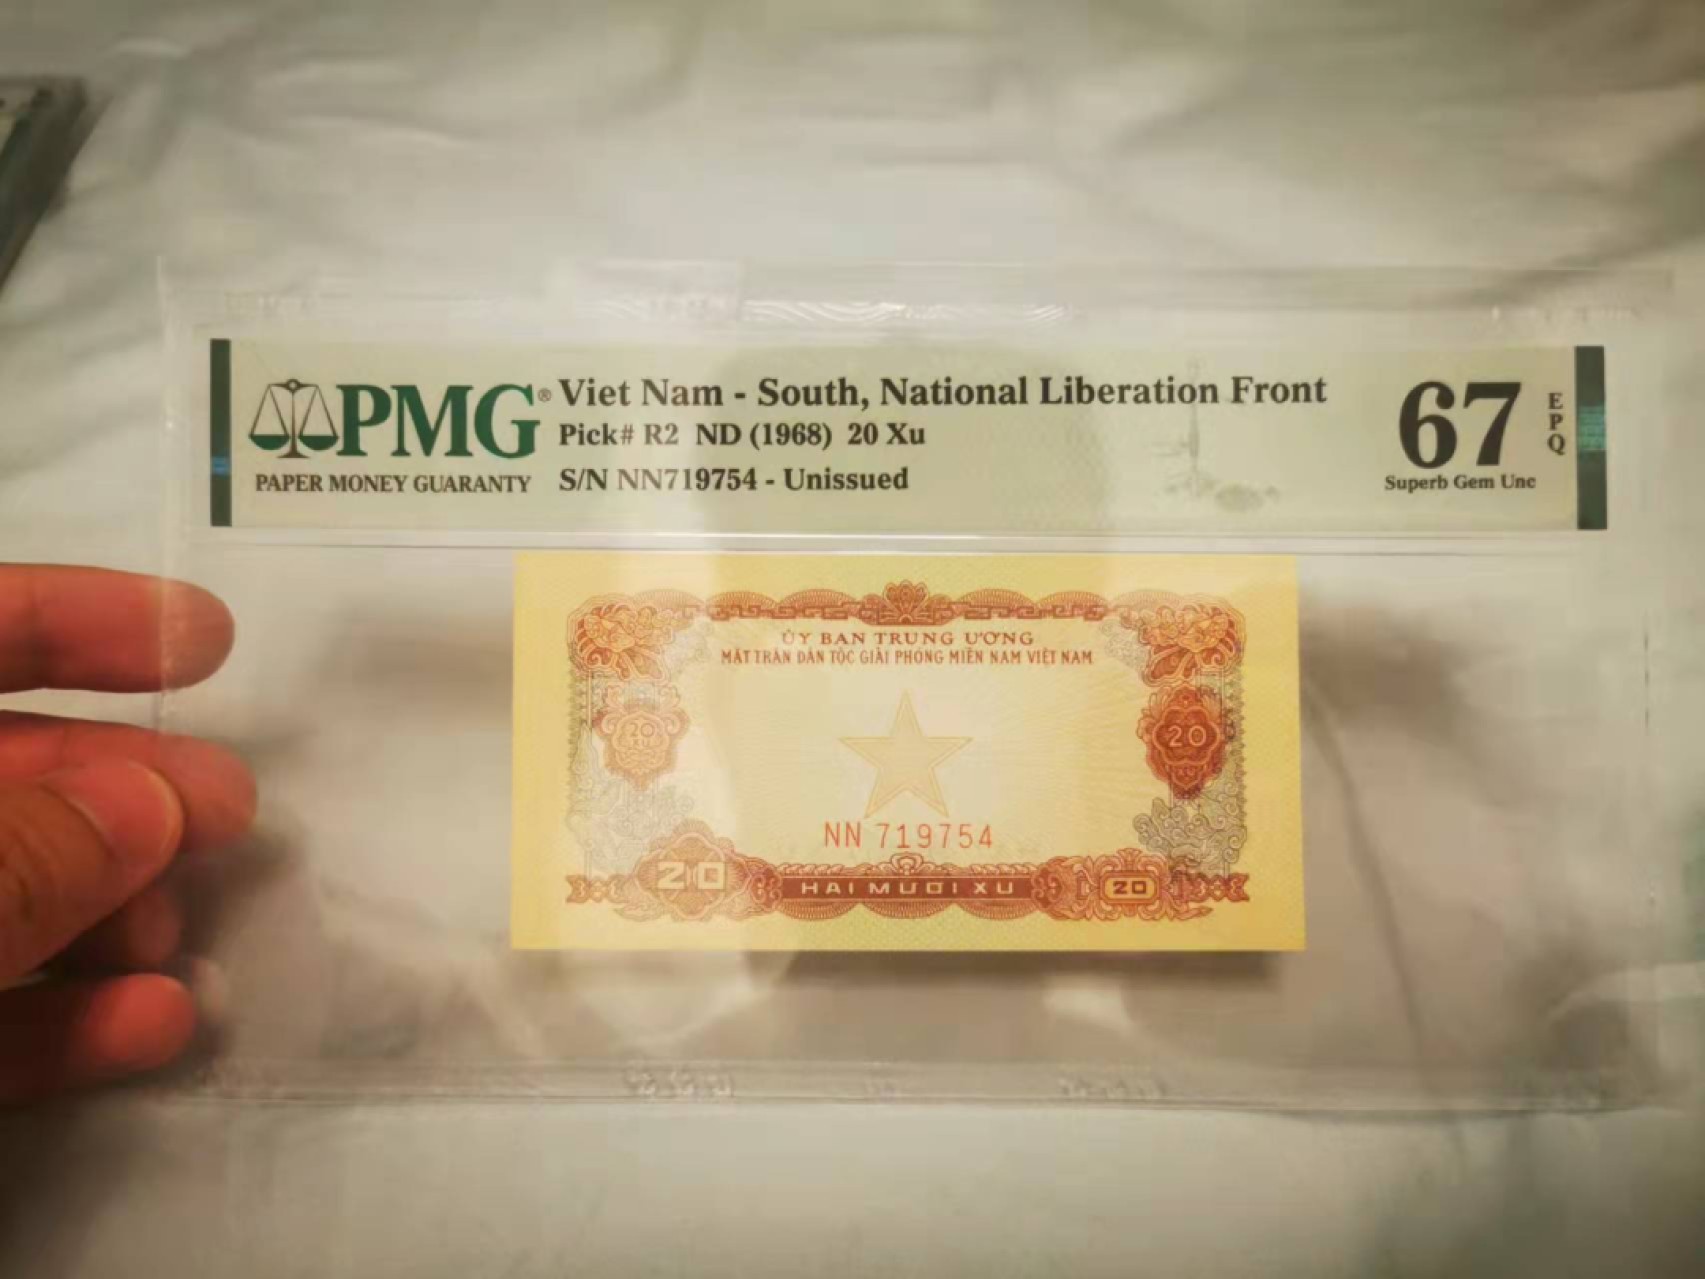 PMG®
PAPER MONEY GUARANTY
Viet Nam - South, National Liberation Front
Pick# R2 ND (1968) 20 Xu
S/N NN719754 - Unissued
67
EPQ
Superb Gem Unc
ỦY BAN TRUNG ƯƠNG
MẶT TRẬN DÂN TỘC GIẢI PHÓNG MIỀN NAM VIỆT NAM
20
XU
20
XU
NN 719754
20
HAI MƯƠI XU
20